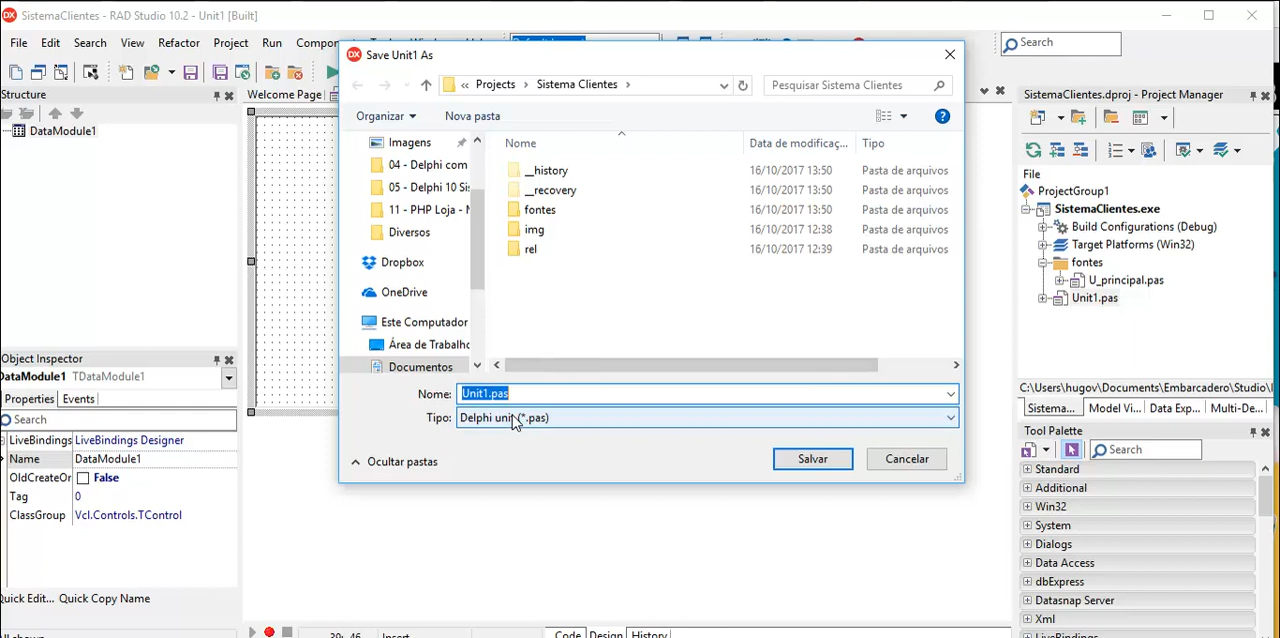 SistemaClientes - RAD Studio 10.2 - Unit1 [Built]
File Edit Search View Refactor Project Run
Search
Save Unit1 As
Projects › Sistema Clientes ›
Pesquisar Sistema Clientes
Organizar
Nova pasta
Structure
Welcome Page
DataModule1
Imagens
04 - Delphi com
05 - Delphi 10 Sis
11 - PHP Loja -
Diversos
Dropbox
OneDrive
Este Computador
Área de Trabalho
Documentos
Nome
Data de modificaç...
Tipo
__history 16/10/2017 13:50 Pasta de arquivos
__recovery 16/10/2017 13:50 Pasta de arquivos
fontes 16/10/2017 13:50 Pasta de arquivos
img 16/10/2017 12:38 Pasta de arquivos
rel 16/10/2017 12:39 Pasta de arquivos
Nome: Unit1.pas
Tipo: Delphi unit (*.pas)
Ocultar pastas
Salvar
Cancelar
Object Inspector
DataModule1 TDataModule1
Properties Events
Search
LiveBindings LiveBindings Designer
Name DataModule1
OldCreateOr False
Tag 0
ClassGroup Vcl.Controls.TControl
Quick Edit... Quick Copy Name
All shown
Insert
Code Design History
SistemaClientes.dproj - Project Manager
File
ProjectGroup1
SistemaClientes.exe
Build Configurations (Debug)
Target Platforms (Win32)
fontes
U_principal.pas
Unit1.pas
C:\Users\hugov\Documents\Embarcadero\Studio\
Sistema... Model Vi... Data Exp... Multi-De...
Tool Palette
Search
Standard
Additional
Win32
System
Dialogs
Data Access
dbExpress
Datasnap Server
Xml
LiveBindings